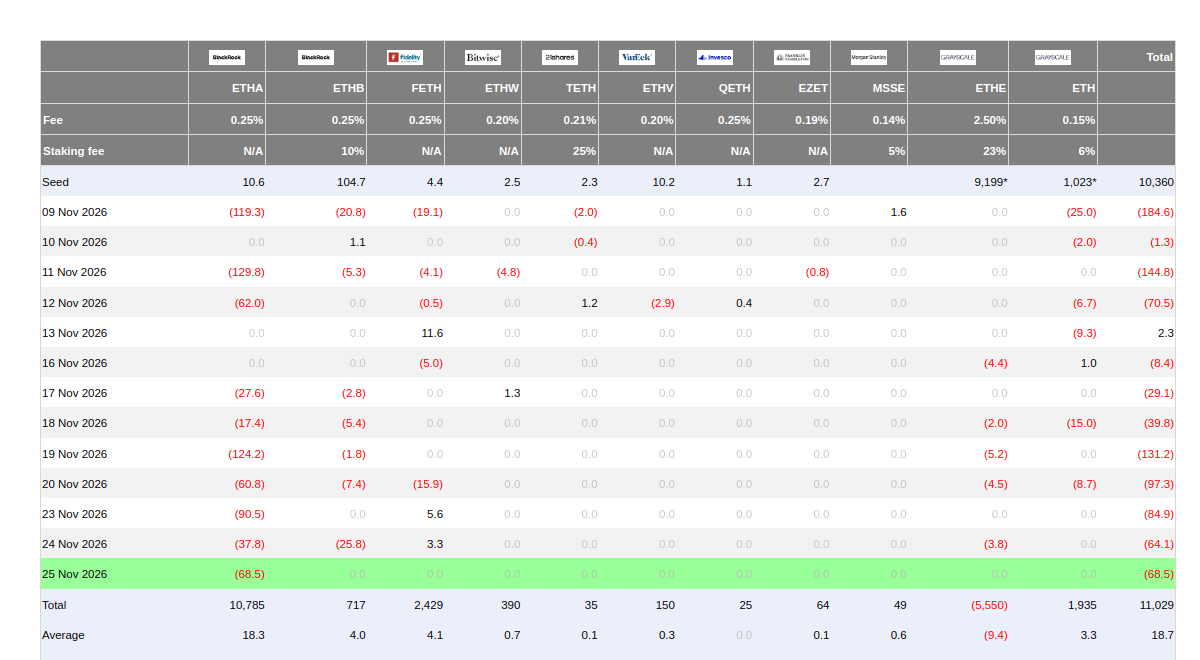 BlackRock BlackRock Fidelity Bitwise 21shares VanEck Invesco FRANKLIN TEMPLETON Morgan Stanley GRAYSCALE GRAYSCALE Total
ETHA ETHB FETH ETHW TETH ETHV QETH EZET MSSE ETHE ETH
Fee 0.25% 0.25% 0.25% 0.20% 0.21% 0.20% 0.25% 0.19% 0.14% 2.50% 0.15%
Staking fee N/A 10% N/A N/A 25% N/A N/A N/A 5% 23% 6%
Seed 10.6 104.7 4.4 2.5 2.3 10.2 1.1 2.7 9,199* 1,023* 10,360
09 Nov 2026 (119.3) (20.8) (19.1) 0.0 (2.0) 0.0 0.0 0.0 1.6 0.0 (25.0) (184.6)
10 Nov 2026 0.0 1.1 0.0 0.0 (0.4) 0.0 0.0 0.0 0.0 0.0 (2.0) (1.3)
11 Nov 2026 (129.8) (5.3) (4.1) (4.8) 0.0 0.0 0.0 (0.8) 0.0 0.0 0.0 (144.8)
12 Nov 2026 (62.0) 0.0 (0.5) 0.0 1.2 (2.9) 0.4 0.0 0.0 0.0 (6.7) (70.5)
13 Nov 2026 0.0 0.0 11.6 0.0 0.0 0.0 0.0 0.0 0.0 0.0 (9.3) 2.3
16 Nov 2026 0.0 0.0 (5.0) 0.0 0.0 0.0 0.0 0.0 0.0 (4.4) 1.0 (8.4)
17 Nov 2026 (27.6) (2.8) 0.0 1.3 0.0 0.0 0.0 0.0 0.0 0.0 0.0 (29.1)
18 Nov 2026 (17.4) (5.4) 0.0 0.0 0.0 0.0 0.0 0.0 0.0 (2.0) (15.0) (39.8)
19 Nov 2026 (124.2) (1.8) 0.0 0.0 0.0 0.0 0.0 0.0 0.0 (5.2) 0.0 (131.2)
20 Nov 2026 (60.8) (7.4) (15.9) 0.0 0.0 0.0 0.0 0.0 0.0 (4.5) (8.7) (97.3)
23 Nov 2026 (90.5) 0.0 5.6 0.0 0.0 0.0 0.0 0.0 0.0 0.0 0.0 (84.9)
24 Nov 2026 (37.8) (25.8) 3.3 0.0 0.0 0.0 0.0 0.0 0.0 (3.8) 0.0 (64.1)
25 Nov 2026 (68.5) 0.0 0.0 0.0 0.0 0.0 0.0 0.0 0.0 0.0 0.0 (68.5)
Total 10,785 717 2,429 390 35 150 25 64 49 (5,550) 1,935 11,029
Average 18.3 4.0 4.1 0.7 0.1 0.3 0.0 0.1 0.6 (9.4) 3.3 18.7